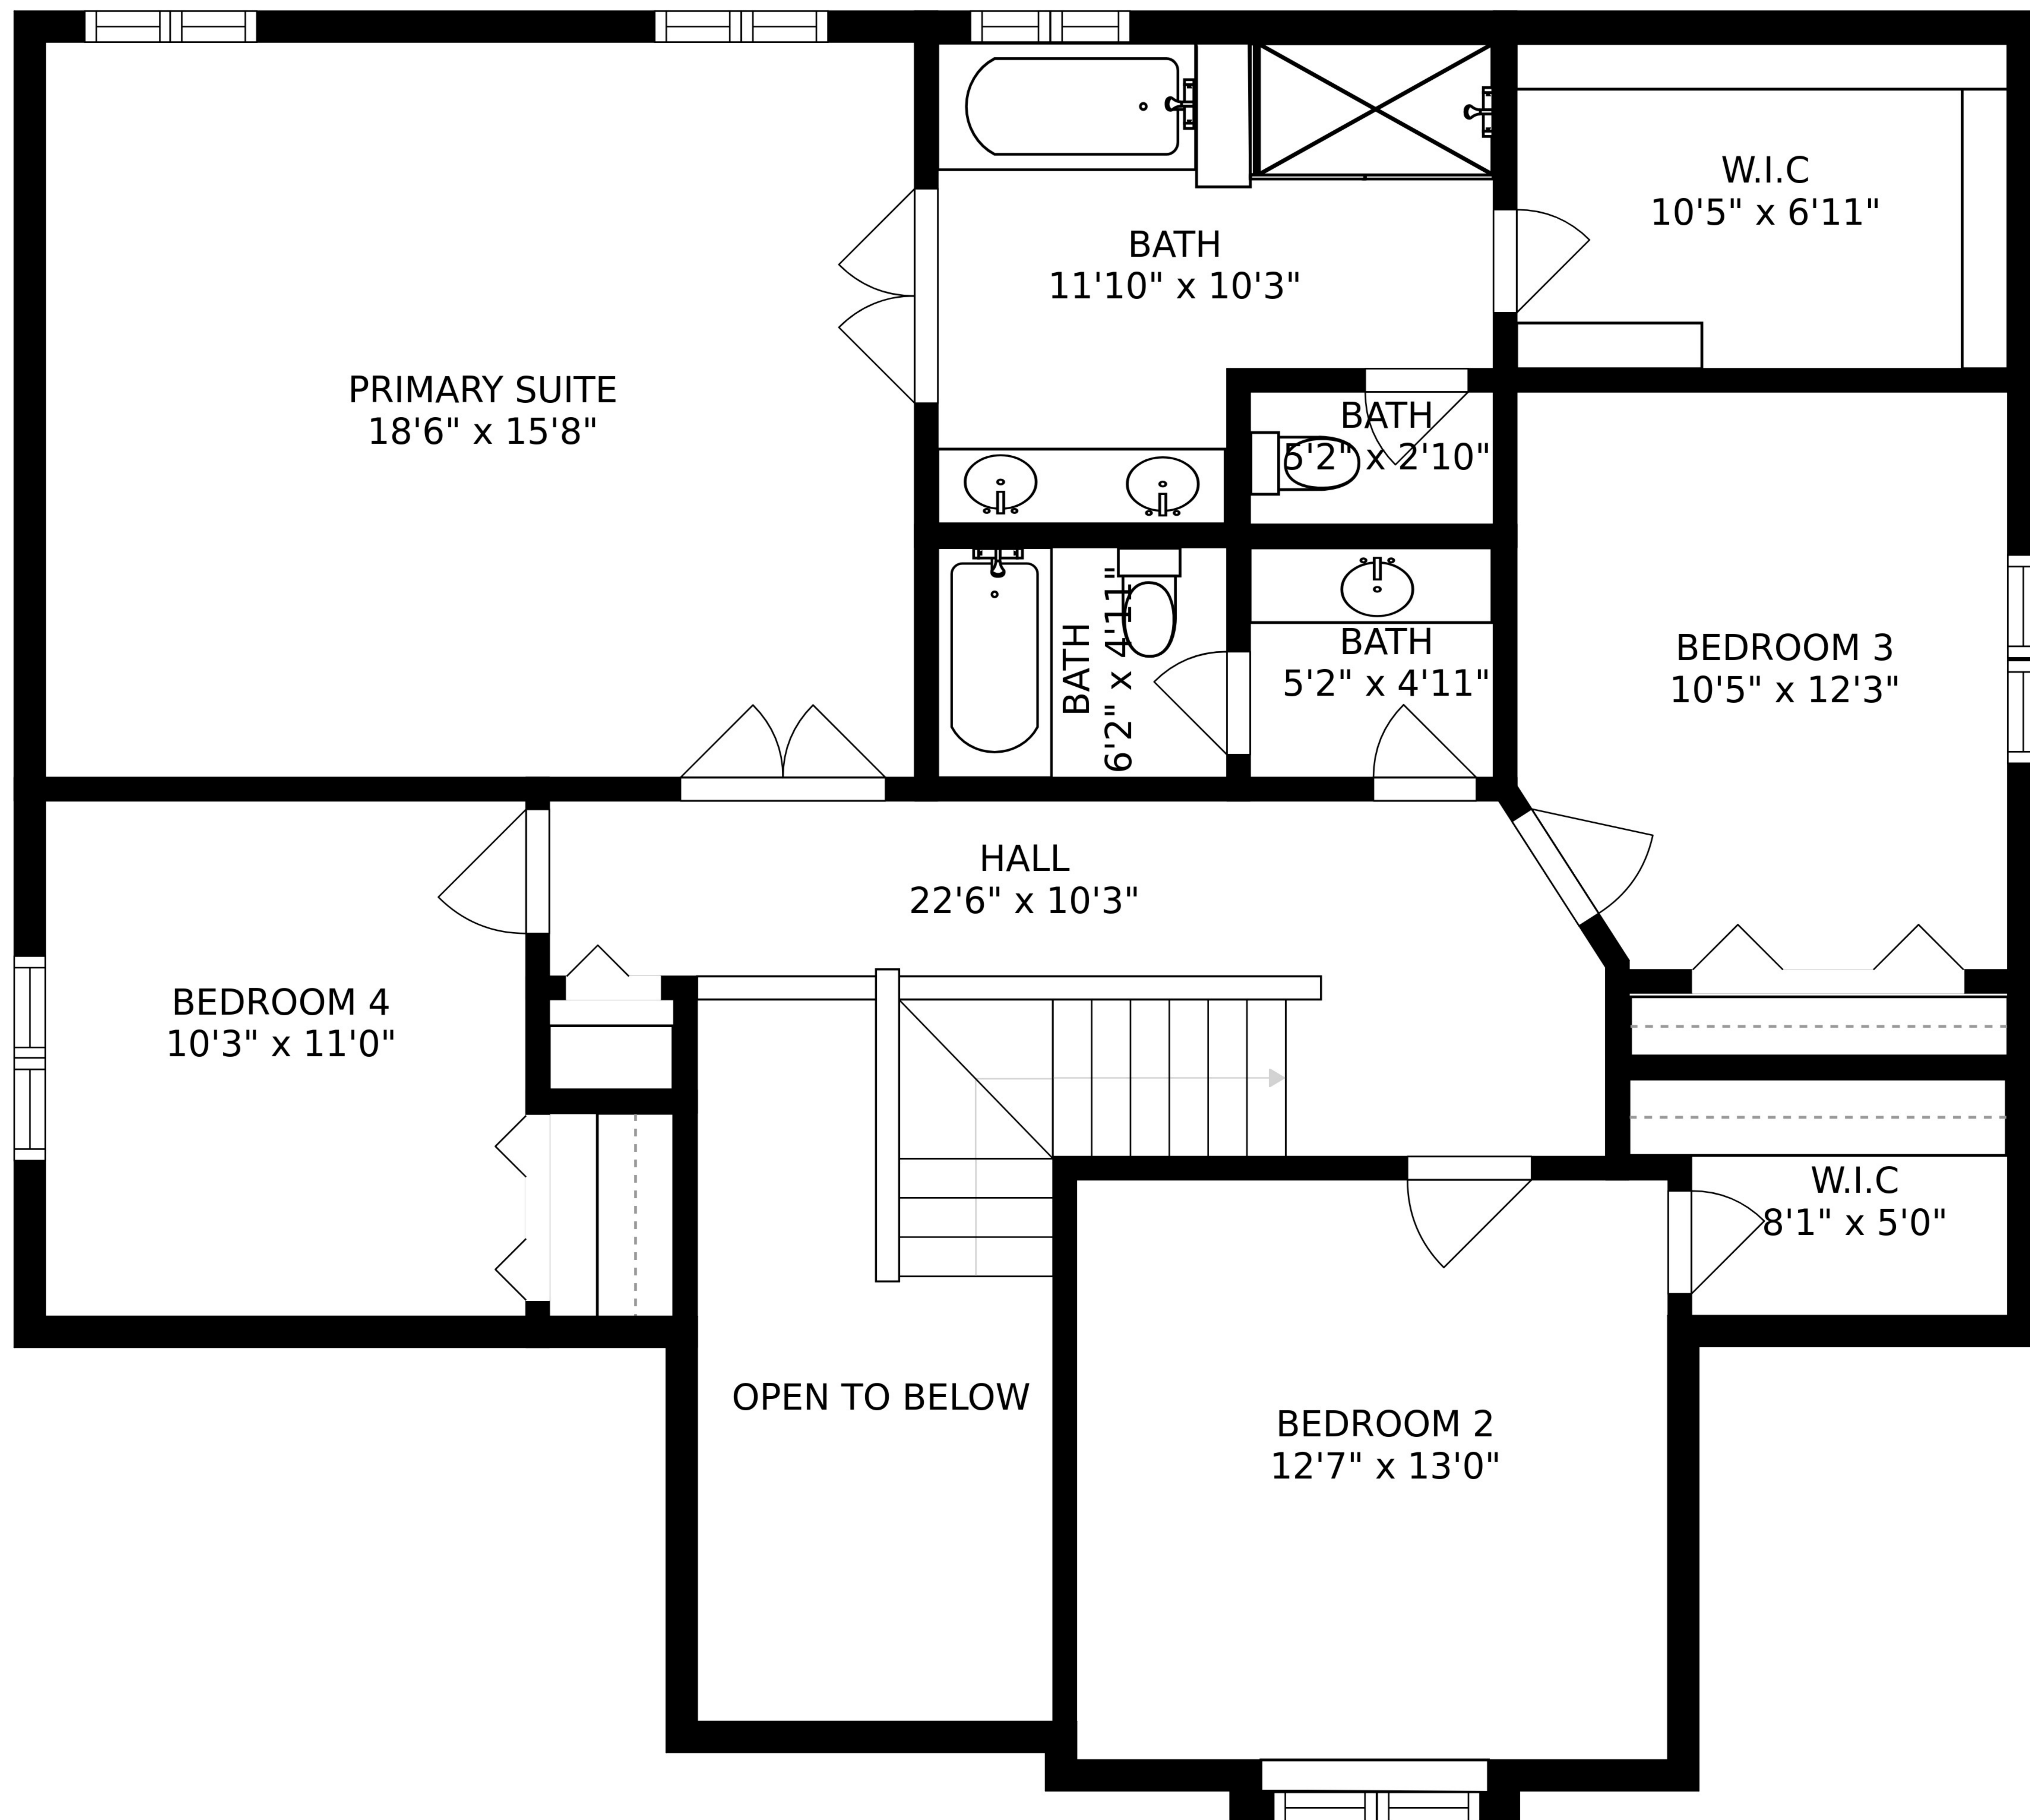 W.I.C
10'5" x 6'11"
BATH
11'10" x 10'3"
PRIMARY SUITE
18'6" x 15'8"
BATH
5'2" x 2'10"
BATH
6'2" x 4'11"
BATH
5'2" x 4'11"
BEDROOM 3
10'5" x 12'3"
HALL
22'6" x 10'3"
BEDROOM 4
10'3" x 11'0"
W.I.C
8'1" x 5'0"
OPEN TO BELOW
BEDROOM 2
12'7" x 13'0"